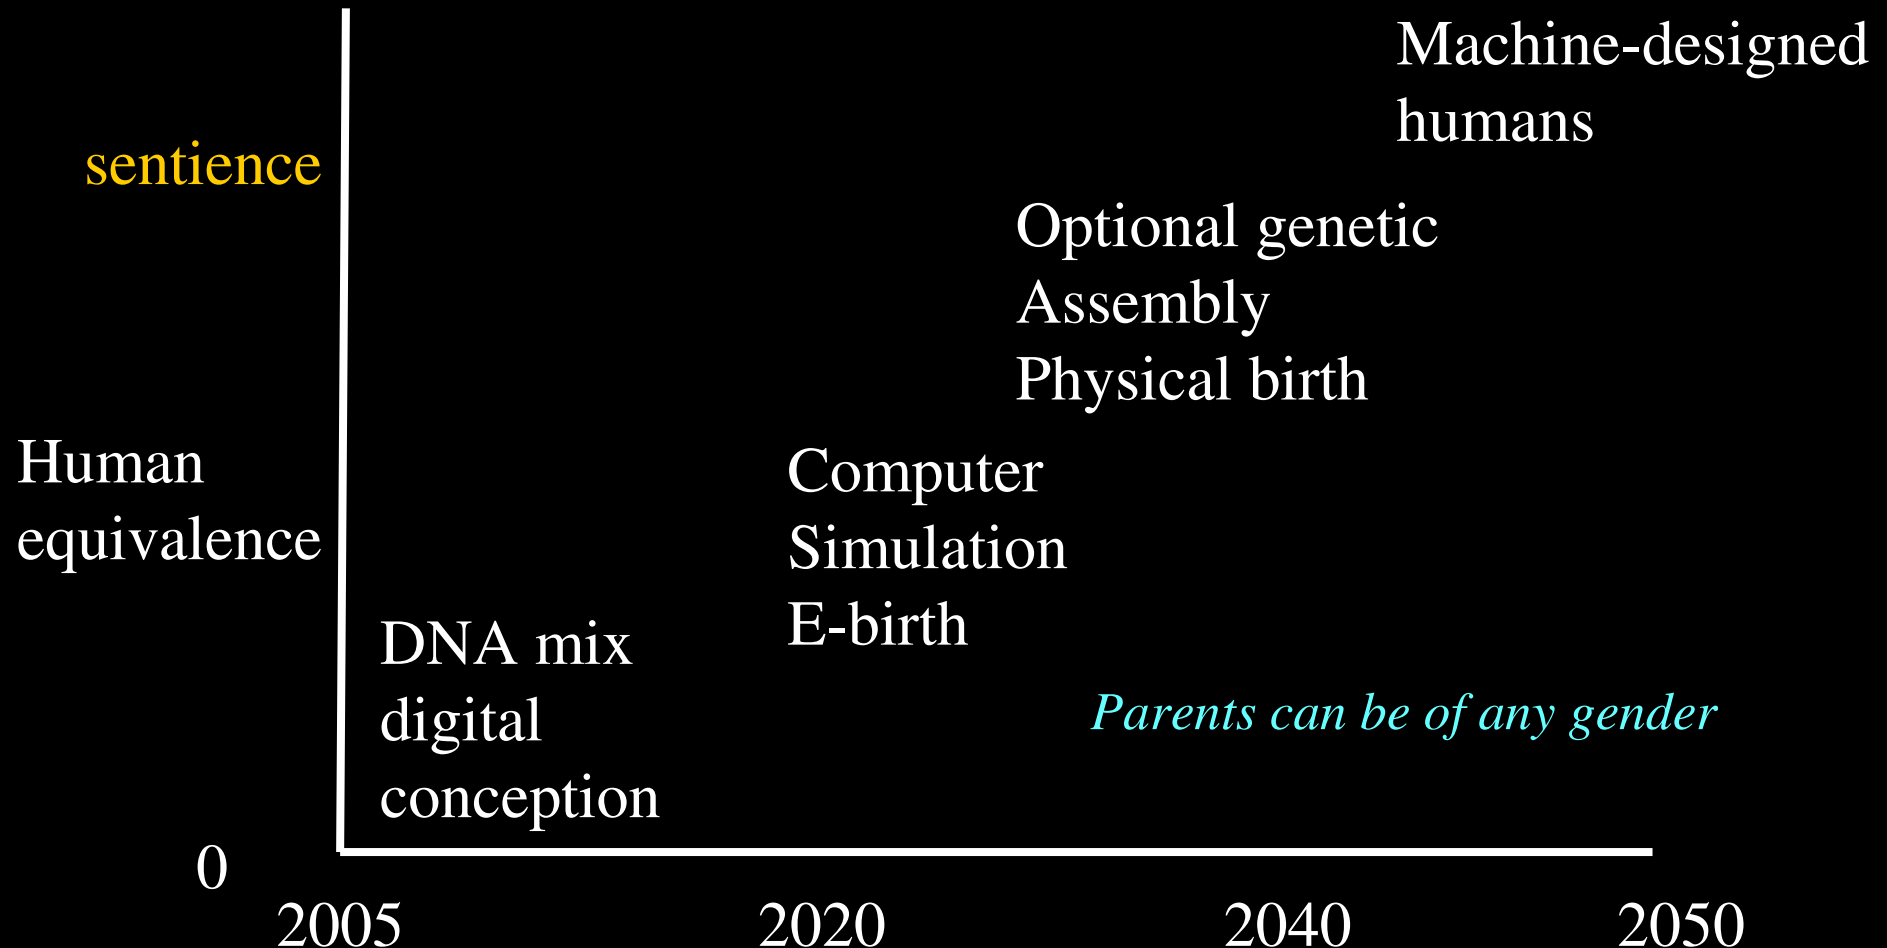 Machine-designed
humans
sentience
Optional genetic
Assembly
Physical birth
Human
equivalence
Computer
Simulation
E-birth
DNA mix
digital
conception
Parents can be of any gender
0
2005 2020 2040 2050